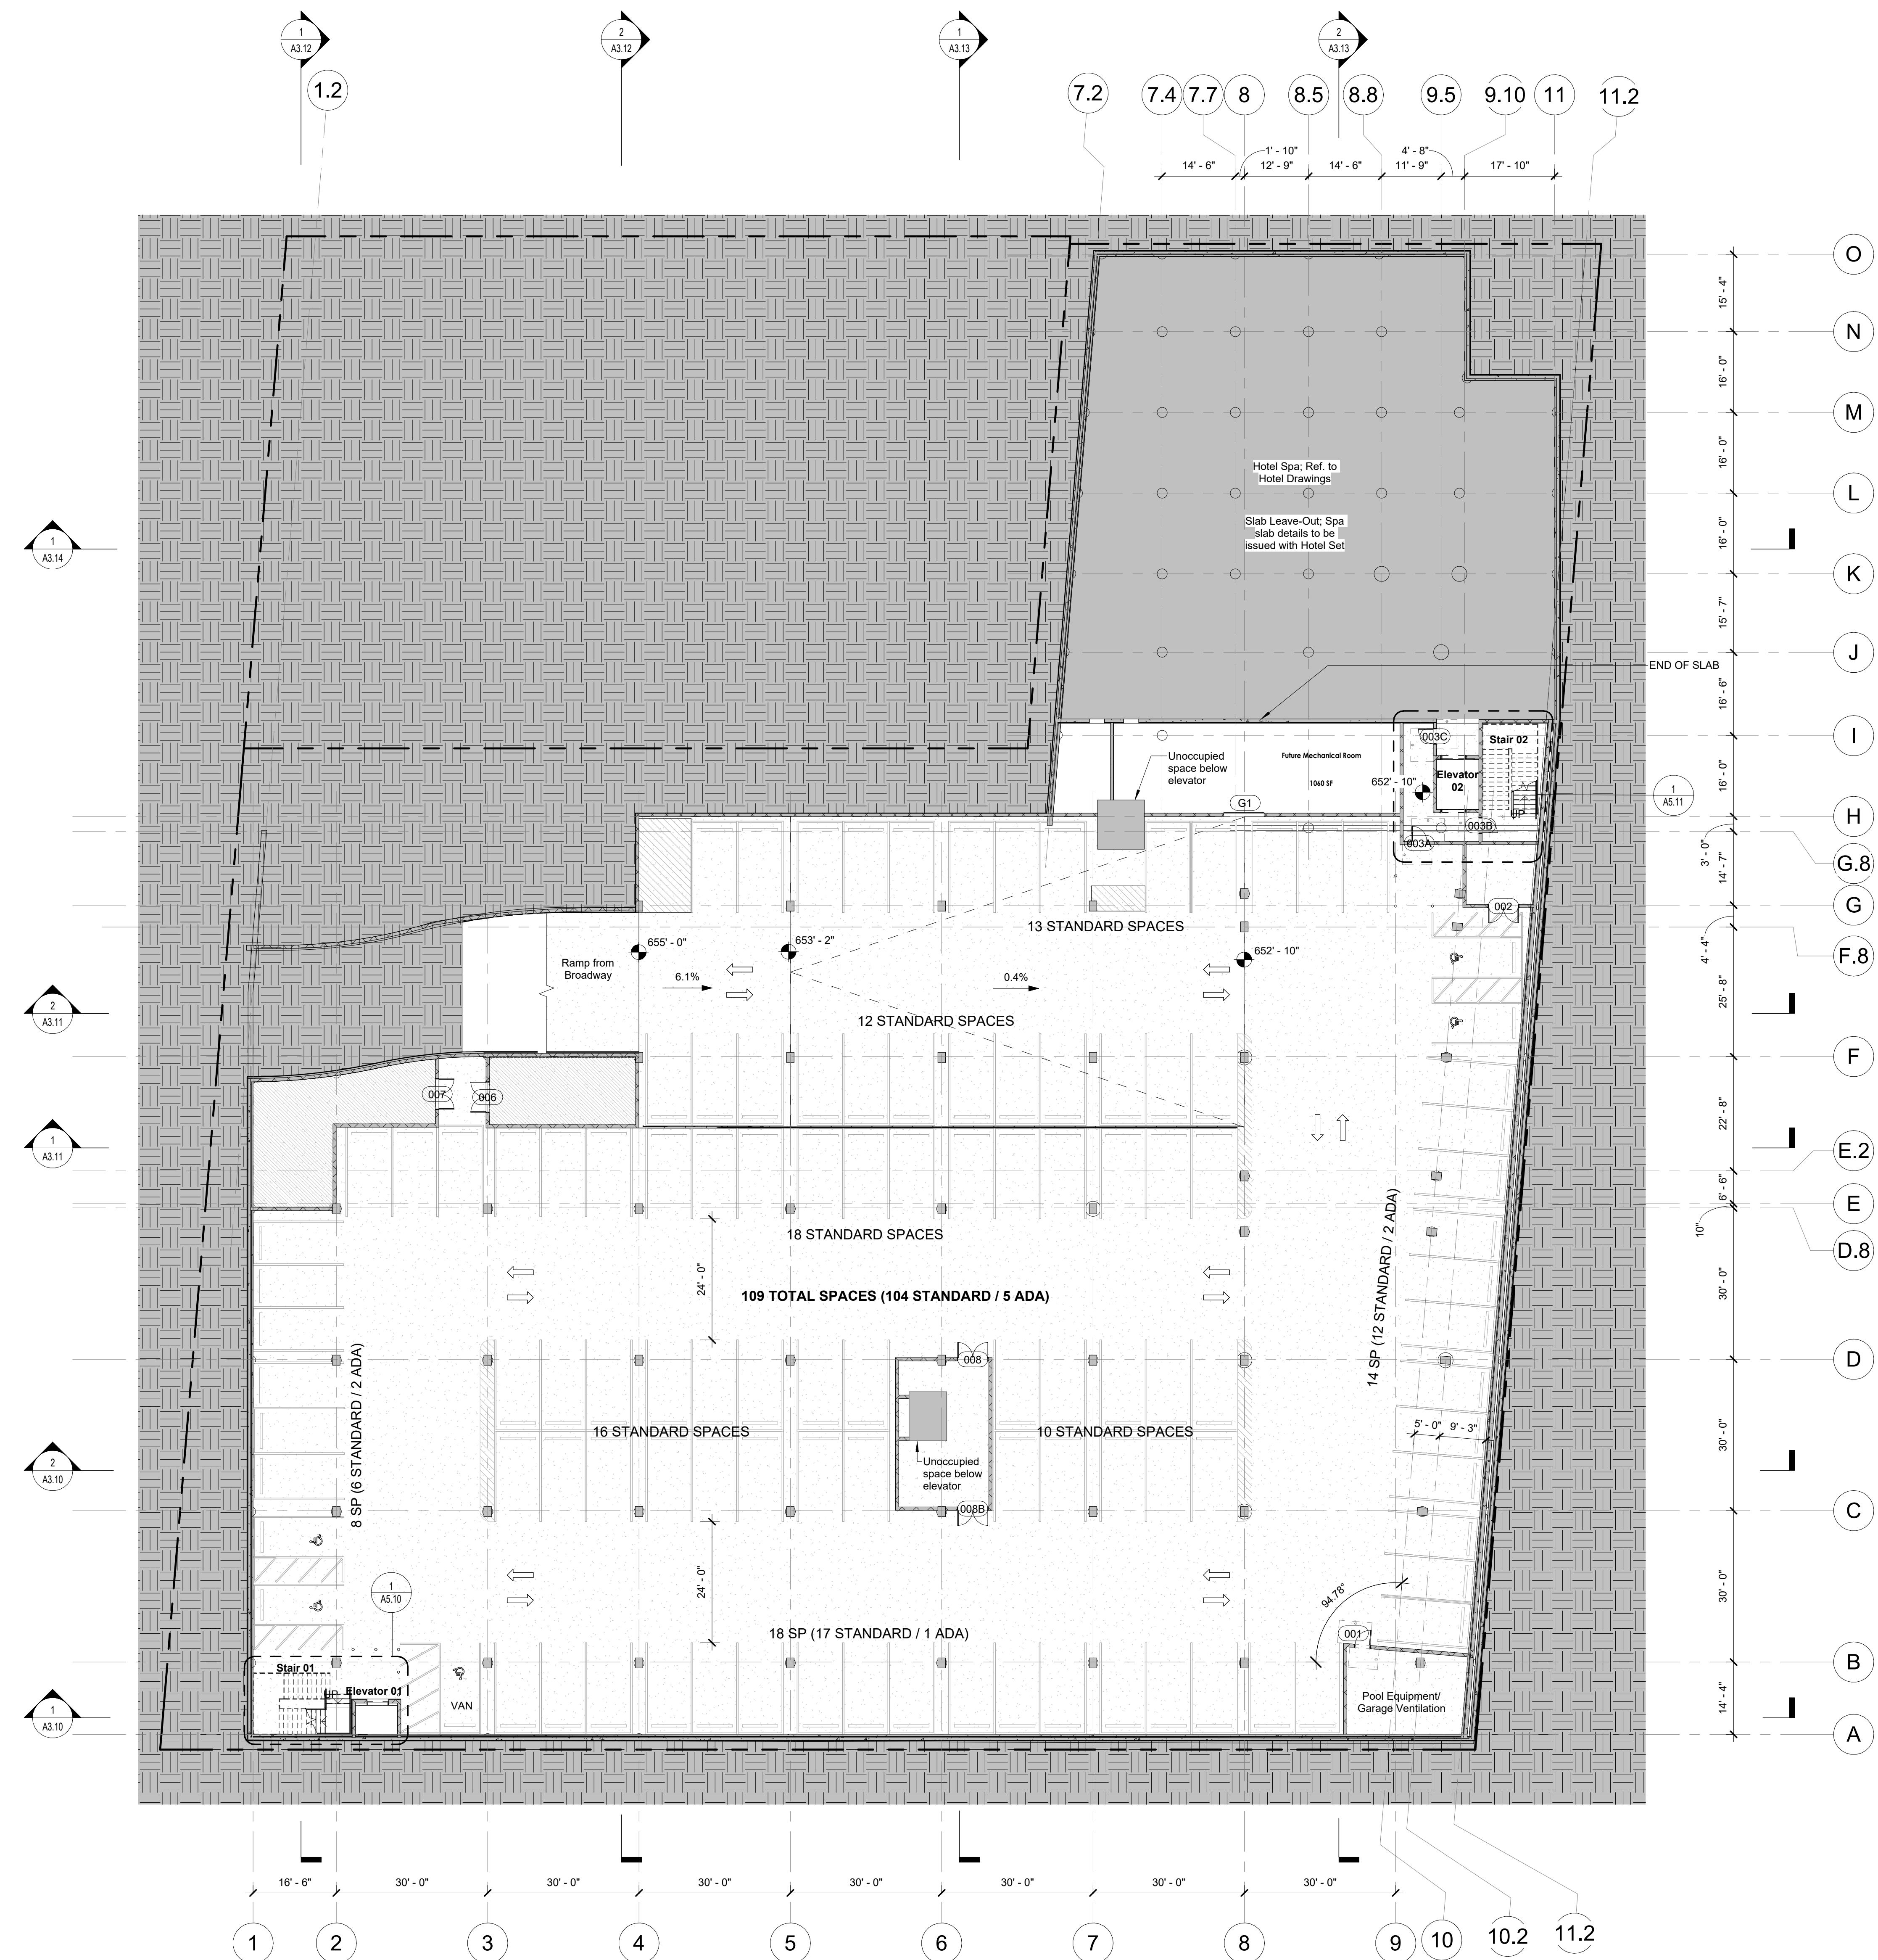 1
A3.12
2
A3.12
1
A3.13
2
A3.13
1.2
7.2
7.4
7.7
8
8.5
8.8
9.5
9.10
11
11.2
1' - 10"
4' - 8"
14' - 6"
12' - 9"
14' - 6"
11' - 9"
17' - 10"
O
15' - 4"
N
16' - 0"
M
16' - 0"
L
16' - 0"
K
15' - 7"
J
16' - 6"
I
16' - 0"
H
3' - 0"
G.8
14' - 7"
G
4' - 4"
F.8
25' - 8"
F
22' - 8"
E.2
6' - 6"
E
10"
D.8
30' - 0"
D
30' - 0"
C
30' - 0"
B
14' - 4"
A
1
A3.14
2
A3.11
1
A3.11
2
A3.10
1
A3.10
Hotel Spa; Ref. to
Hotel Drawings
Slab Leave-Out; Spa
slab details to be
issued with Hotel Set
END OF SLAB
Unoccupied
space below
elevator
Future Mechanical Room
1060 SF
652' - 10"
003C
Stair 02
Elevator
02
UP
003B
003A
1
A5.11
G1
002
13 STANDARD SPACES
655' - 0"
653' - 2"
652' - 10"
Ramp from
Broadway
6.1%
0.4%
12 STANDARD SPACES
007
006
18 STANDARD SPACES
24' - 0"
109 TOTAL SPACES (104 STANDARD / 5 ADA)
14 SP (12 STANDARD / 2 ADA)
8 SP (6 STANDARD / 2 ADA)
008
16 STANDARD SPACES
10 STANDARD SPACES
Unoccupied
space below
elevator
008B
5' - 0"
9' - 3"
94.78°
24' - 0"
1
A5.10
18 SP (17 STANDARD / 1 ADA)
001
Stair 01
UP
Elevator 01
VAN
Pool Equipment/
Garage Ventilation
16' - 6"
30' - 0"
30' - 0"
30' - 0"
30' - 0"
30' - 0"
30' - 0"
30' - 0"
1
2
3
4
5
6
7
8
9
10
10.2
11.2